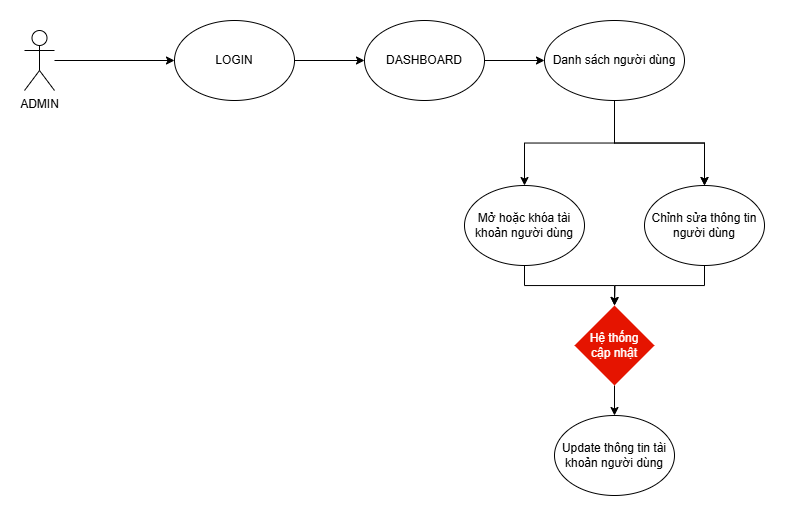 LOGIN
DASHBOARD
Danh sách người dùng
ADMIN
Mở hoặc khóa tài
khoản người dùng
Chỉnh sửa thông tin
người dùng
Hệ thống
cập nhật
Update thông tin tài
khoản người dùng